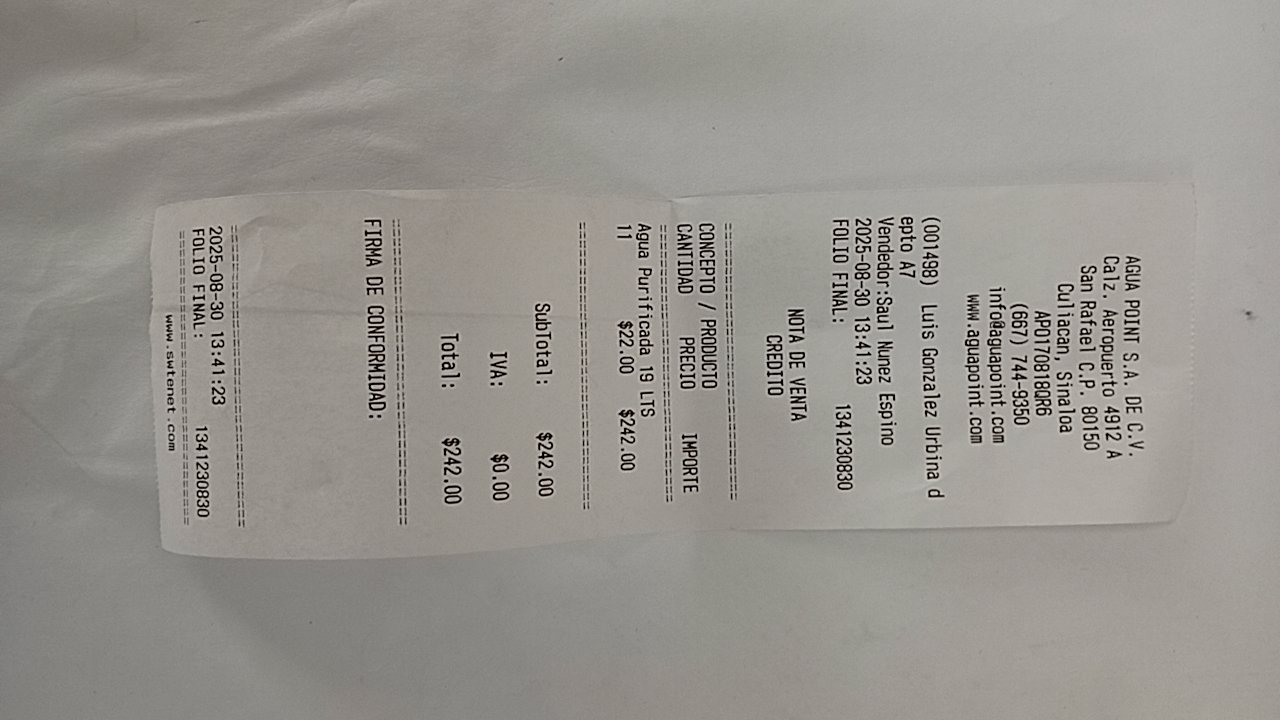 AGUA POINT S.A. DE C.V.
Calz. Aeropuerto 4912 A
San Rafael C.P. 80150
Culiacan, Sinaloa
APO170818QR6
(667) 744-9350
info@aguapoint.com
www.aguapoint.com
(001498) Luis Gonzalez Urbina d
epto A7
Vendedor:Saul Nunez Espino
2025-08-30 13:41:23
FOLIO FINAL: 1341230830
NOTA DE VENTA
CREDITO
================================
CONCEPTO / PRODUCTO
CANTIDAD PRECIO IMPORTE
================================
Agua Purificada 19 LTS
11 $22.00 $242.00
================================
SubTotal: $242.00
IVA: $0.00
Total: $242.00
================================
FIRMA DE CONFORMIDAD:
================================
2025-08-30 13:41:23
FOLIO FINAL: 1341230830
================================
www.swtenet.com